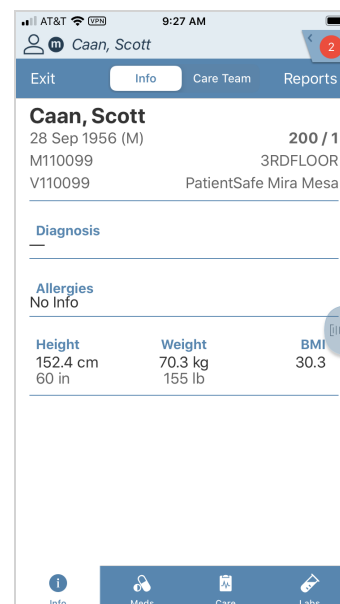 AT&T VPN 9:27 AM
m Caan, Scott 2
Exit Info Care Team Reports
Caan, Scott
28 Sep 1956 (M) 200 / 1
M110099 3RDFLOOR
V110099 PatientSafe Mira Mesa
Diagnosis
—
Allergies
No Info
Height Weight BMI
152.4 cm 70.3 kg 30.3
60 in 155 lb
Info Meds Care Labs